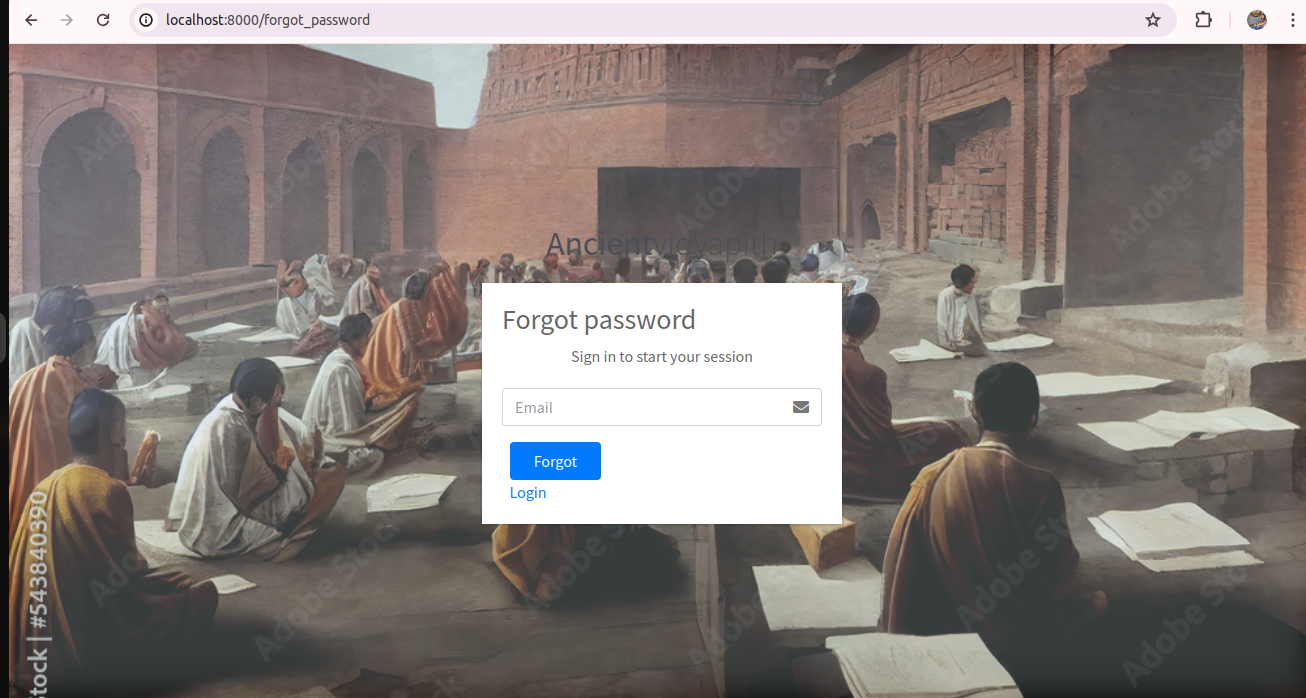 localhost:8000/forgot_password
Ancientvidyapith
Forgot password
Sign in to start your session
Email
Forgot
Login
Adobe Stock
tock | #543840390